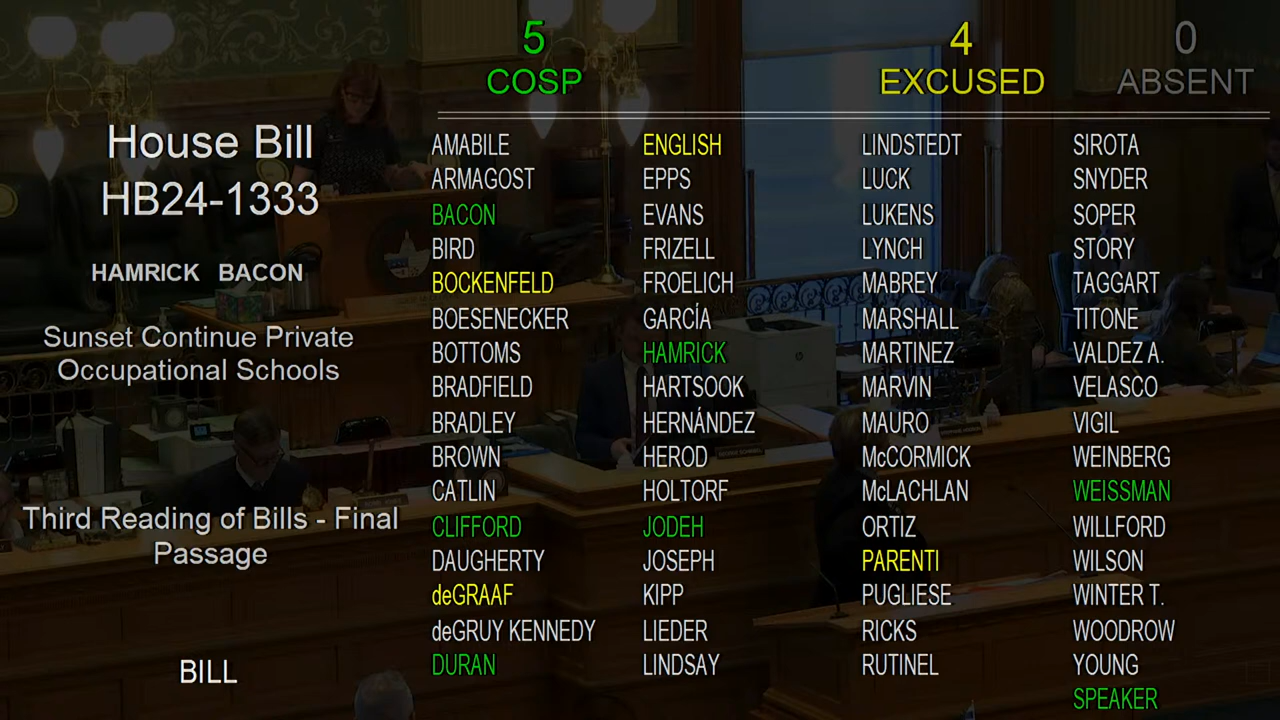 5
COSP
4
EXCUSED
0
ABSENT
House Bill
HB24-1333
HAMRICK BACON
Sunset Continue Private
Occupational Schools
Third Reading of Bills - Final
Passage
BILL
AMABILE
ARMAGOST
BACON
BIRD
BOCKENFELD
BOESENECKER
BOTTOMS
BRADFIELD
BRADLEY
BROWN
CATLIN
CLIFFORD
DAUGHERTY
deGRAAF
deGRUY KENNEDY
DURAN
ENGLISH
EPPS
EVANS
FRIZELL
FROELICH
GARCÍA
HAMRICK
HARTSOOK
HERNÁNDEZ
HEROD
HOLTORF
JODEH
JOSEPH
KIPP
LIEDER
LINDSAY
LINDSTEDT
LUCK
LUKENS
LYNCH
MABREY
MARSHALL
MARTINEZ
MARVIN
MAURO
McCORMICK
McLACHLAN
ORTIZ
PARENTI
PUGLIESE
RICKS
RUTINEL
SIROTA
SNYDER
SOPER
STORY
TAGGART
TITONE
VALDEZ A.
VELASCO
VIGIL
WEINBERG
WEISSMAN
WILLFORD
WILSON
WINTER T.
WOODROW
YOUNG
SPEAKER